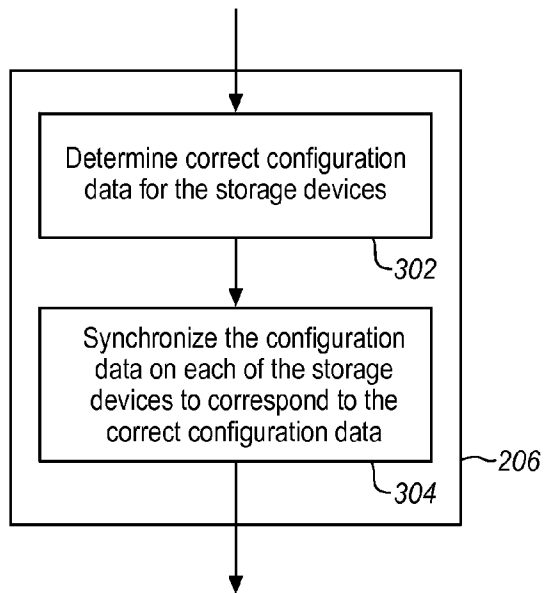 Determine correct configuration
data for the storage devices
302
Synchronize the configuration
data on each of the storage
devices to correspond to the
correct configuration data
206
304